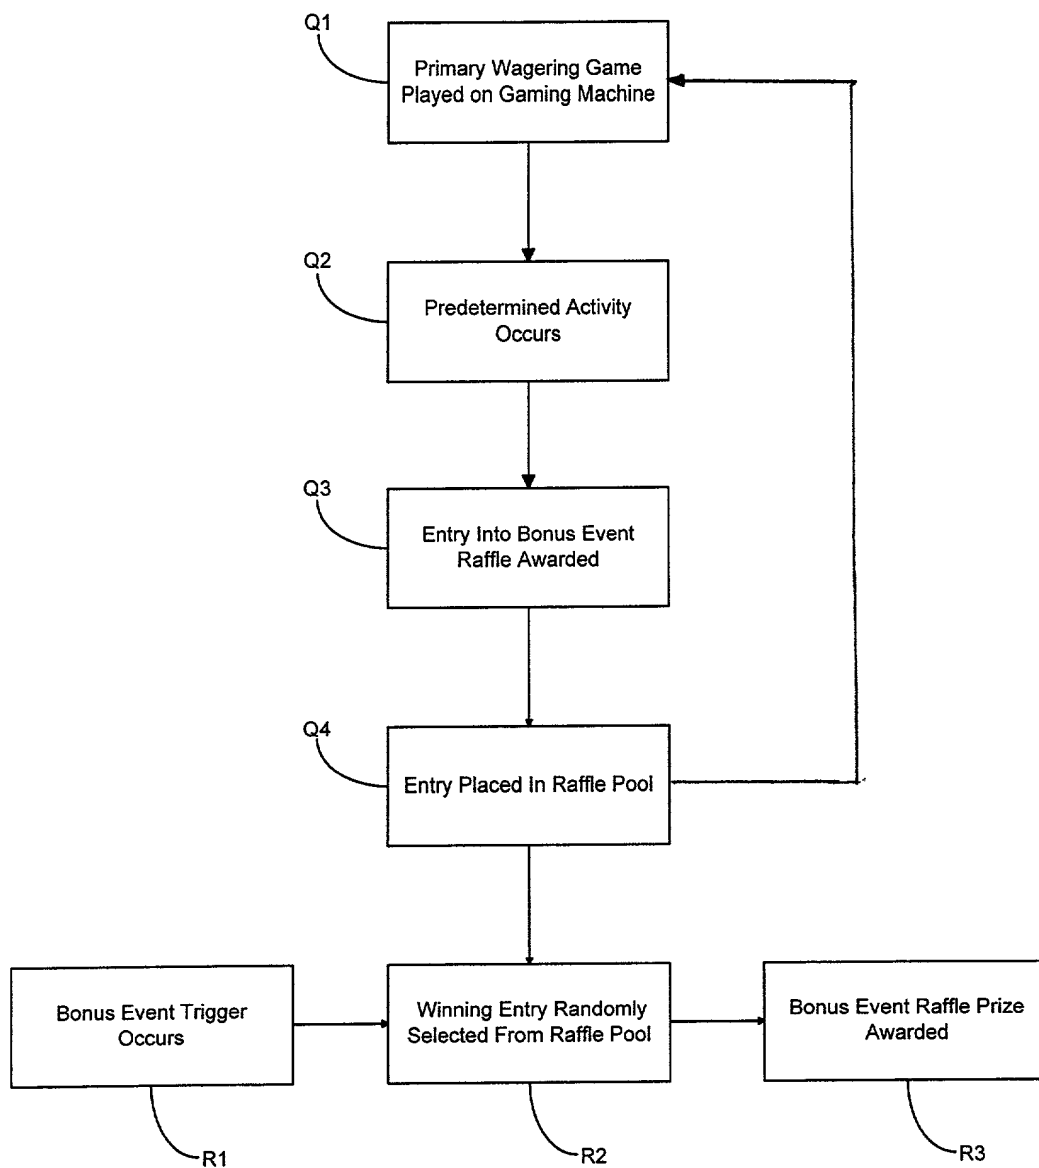 Q1
Primary Wagering Game
Played on Gaming Machine
Q2
Predetermined Activity
Occurs
Q3
Entry Into Bonus Event
Raffle Awarded
Q4
Entry Placed In Raffle Pool
Bonus Event Trigger
Occurs
Winning Entry Randomly
Selected From Raffle Pool
Bonus Event Raffle Prize
Awarded
R1
R2
R3